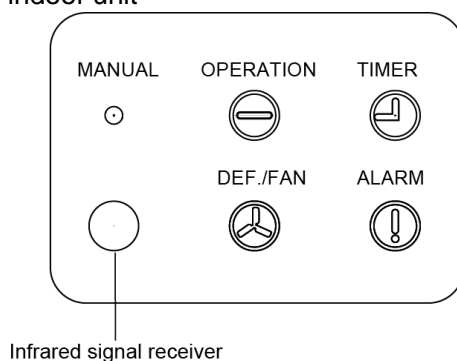 Indoor unit
MANUAL OPERATION TIMER
DEF./FAN ALARM
Infrared signal receiver